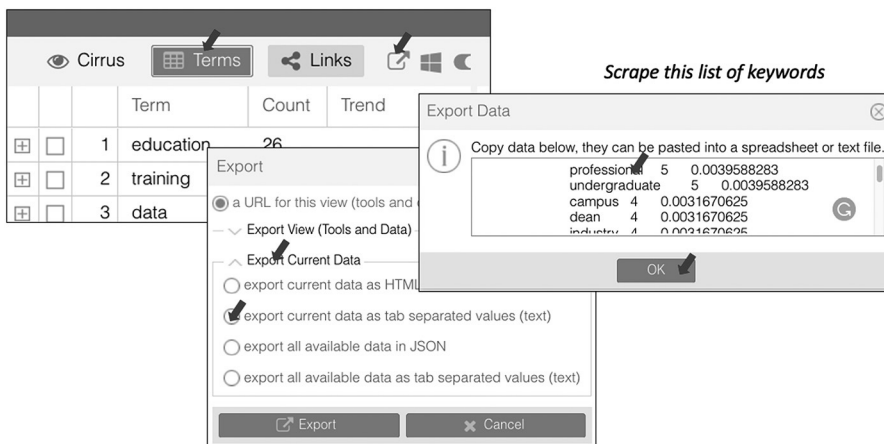 Cirrus Terms Links
Term Count Trend
1 education 26
2 training
3 data
Export
a URL for this view (tools and
Export View (Tools and Data)
Export Current Data
export current data as HTML
export current data as tab separated values (text)
export all available data in JSON
export all available data as tab separated values (text)
Export Cancel
Scrape this list of keywords
Export Data
Copy data below, they can be pasted into a spreadsheet or text file.
professional 5 0.0039588283
undergraduate 5 0.0039588283
campus 4 0.0031670625
dean 4 0.0031670625
industry 4 0.0031670625
OK